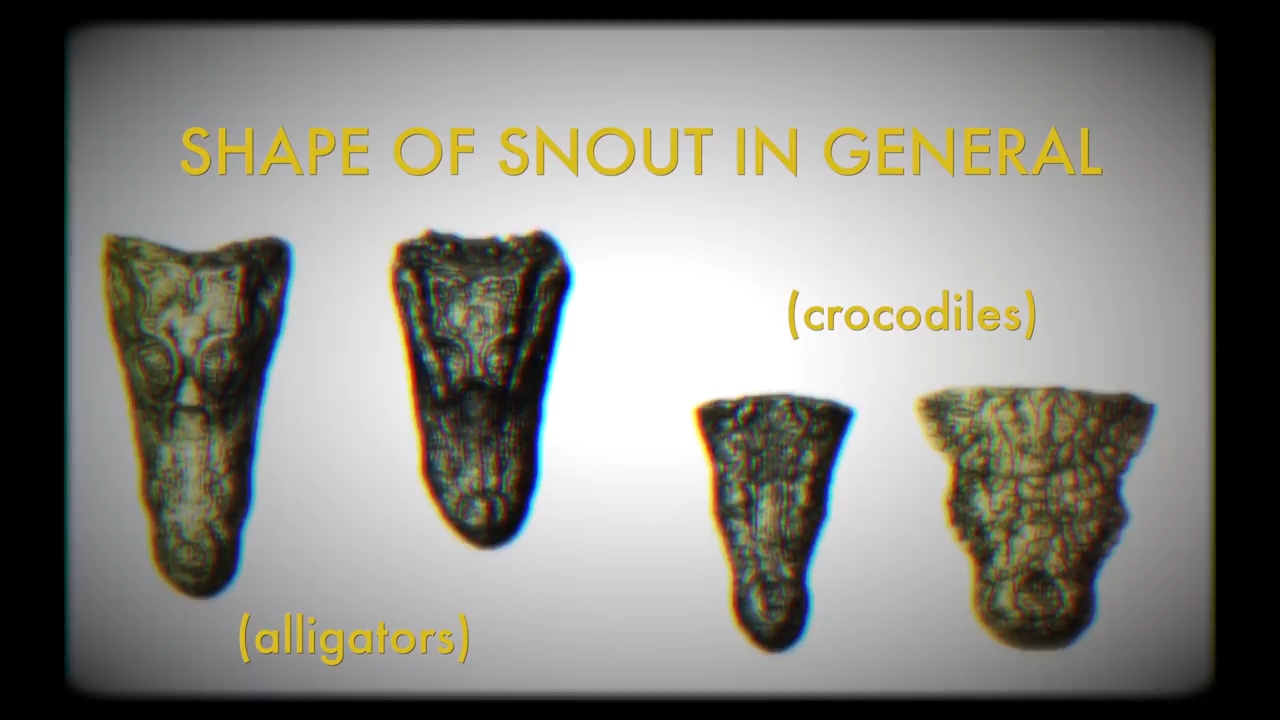 SHAPE OF SNOUT IN GENERAL
(crocodiles)
(alligators)